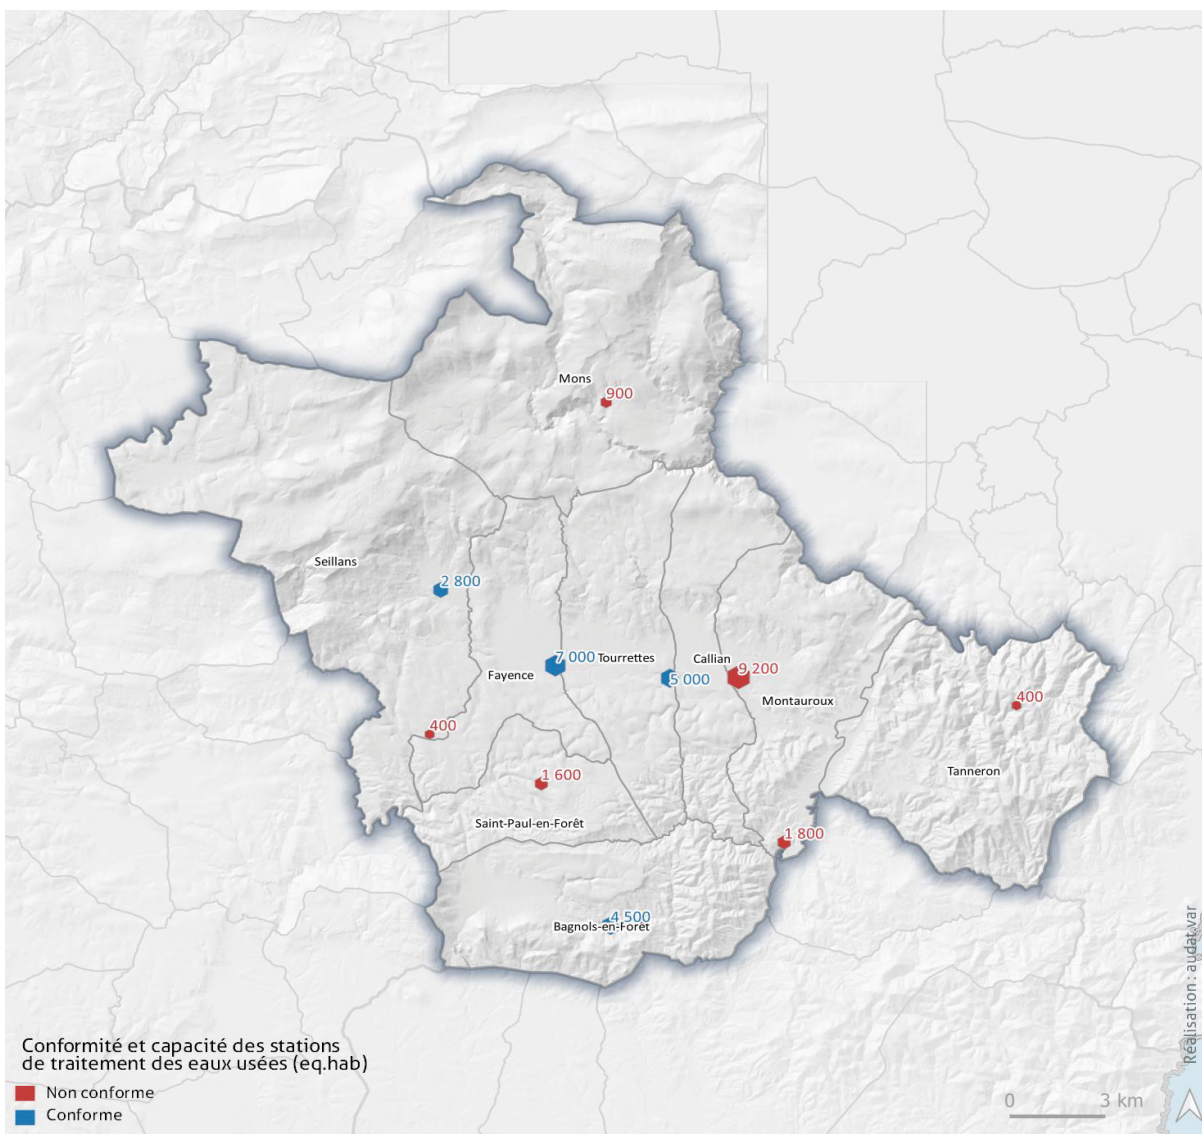 Mons
900
Seillans
2 800
7 000
Tourrettes
Callian
9 200
Fayence
5 000
Montauroux
400
400
Tanneron
1 600
Saint-Paul-en-Forêt
1 800
4 500
Bagnols-en-Forêt
Réalisation : audat.var
Conformité et capacité des stations
de traitement des eaux usées (eq.hab)
Non conforme
Conforme
0 3 km